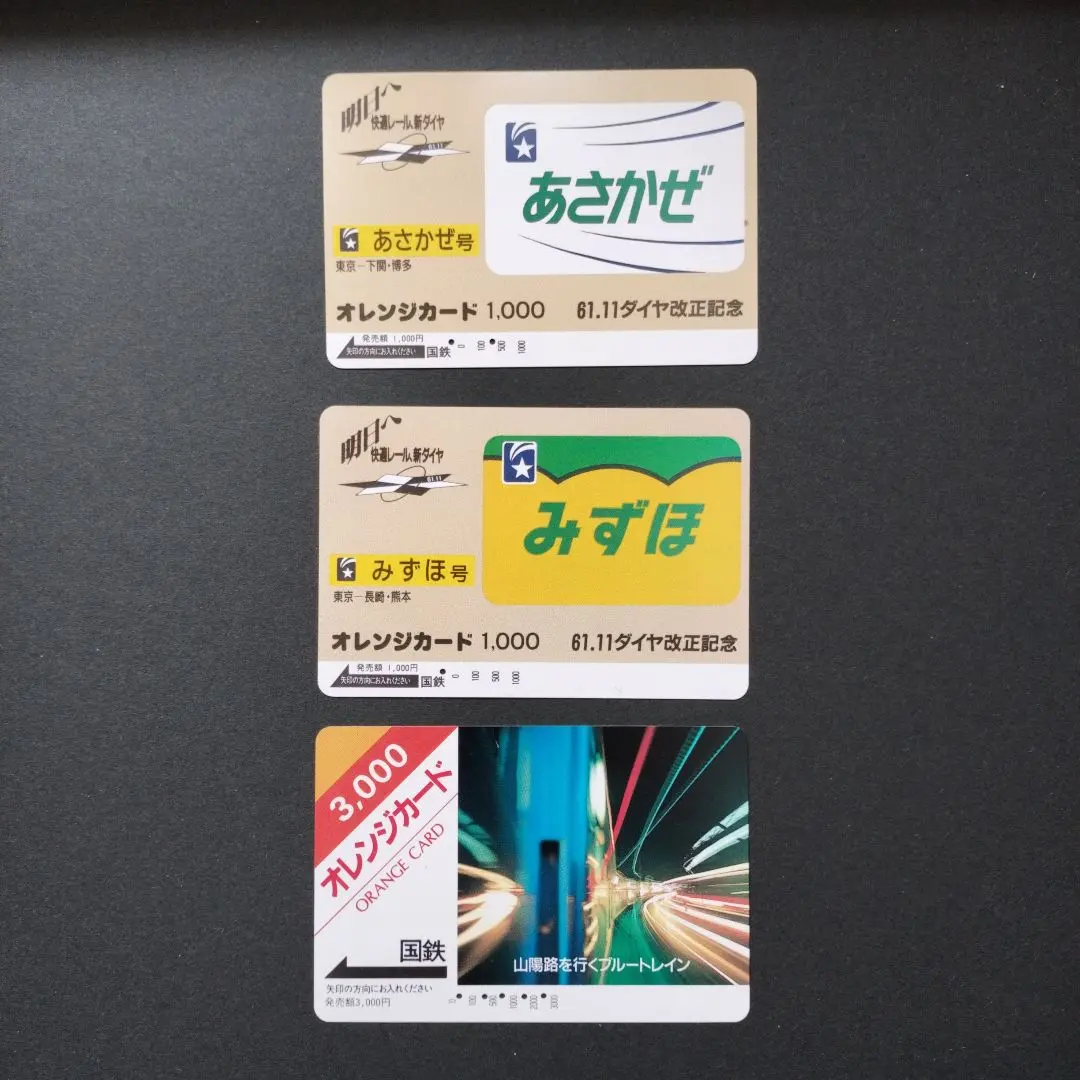 明日へ
快適レール、新ダイヤ
61.11
あさかぜ
あさかぜ号
東京―下関・博多
オレンジカード 1,000 61.11ダイヤ改正記念
発売額 1,000円
矢印の方向にお入れください 国鉄 0 100 500 1000
明日へ
快適レール、新ダイヤ
61.11
みずほ
みずほ号
東京―長崎・熊本
オレンジカード 1,000 61.11ダイヤ改正記念
発売額 1,000円
矢印の方向にお入れください 国鉄 0 100 500 1000
3,000
オレンジカード
ORANGE CARD
国鉄
山陽路を行くブルートレイン
矢印の方向にお入れください
発売額3,000円 0 100 500 1000 2000 3000